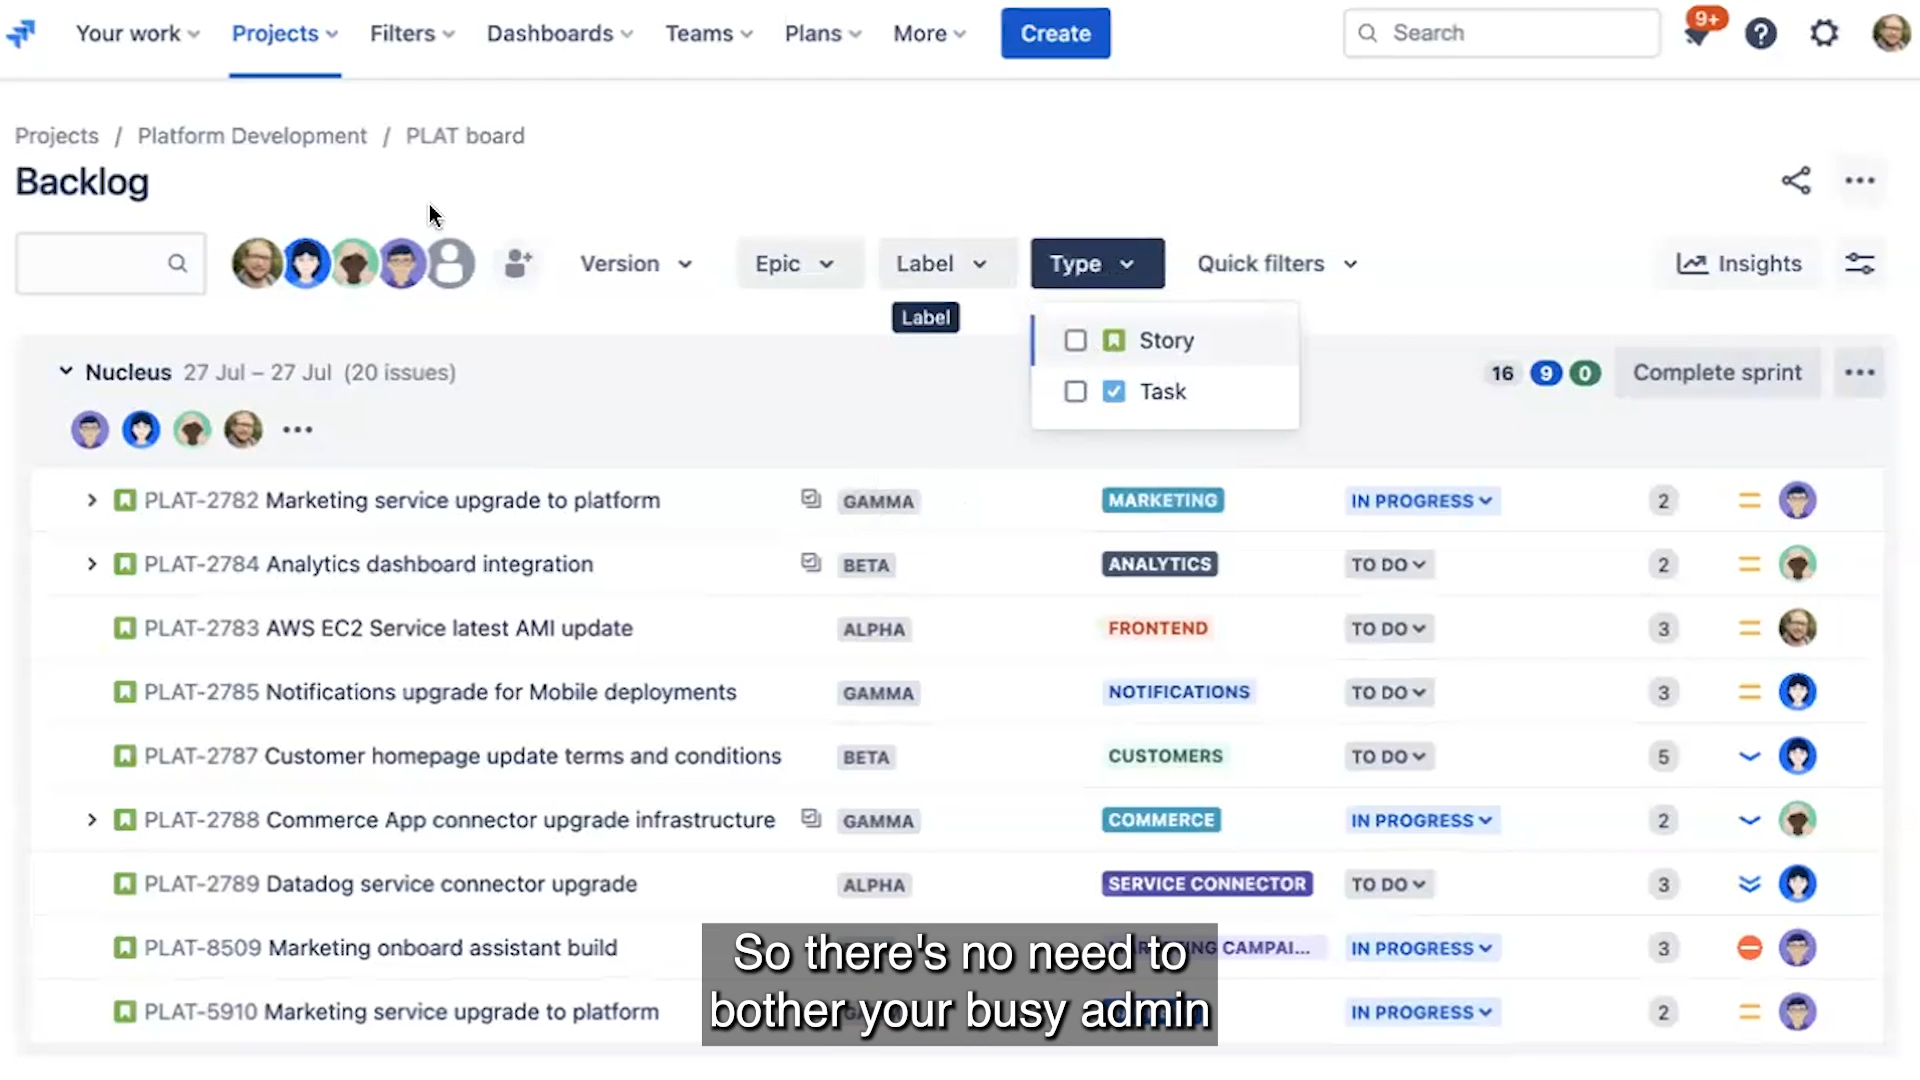 Your work Projects Filters Dashboards Teams Plans More Create Search 9+
Projects / Platform Development / PLAT board
Backlog
Version Epic Label Type Quick filters Insights
Label
Story
Task
Nucleus 27 Jul – 27 Jul (20 issues) 16 9 0 Complete sprint
PLAT-2782 Marketing service upgrade to platform GAMMA MARKETING IN PROGRESS 2
PLAT-2784 Analytics dashboard integration BETA ANALYTICS TO DO 2
PLAT-2783 AWS EC2 Service latest AMI update ALPHA FRONTEND TO DO 3
PLAT-2785 Notifications upgrade for Mobile deployments GAMMA NOTIFICATIONS TO DO 3
PLAT-2787 Customer homepage update terms and conditions BETA CUSTOMERS TO DO 5
PLAT-2788 Commerce App connector upgrade infrastructure GAMMA COMMERCE IN PROGRESS 2
PLAT-2789 Datadog service connector upgrade ALPHA SERVICE CONNECTOR TO DO 3
PLAT-8509 Marketing onboard assistant build CAMPAI... IN PROGRESS 3
PLAT-5910 Marketing service upgrade to platform IN PROGRESS 2
So there's no need to
bother your busy admin